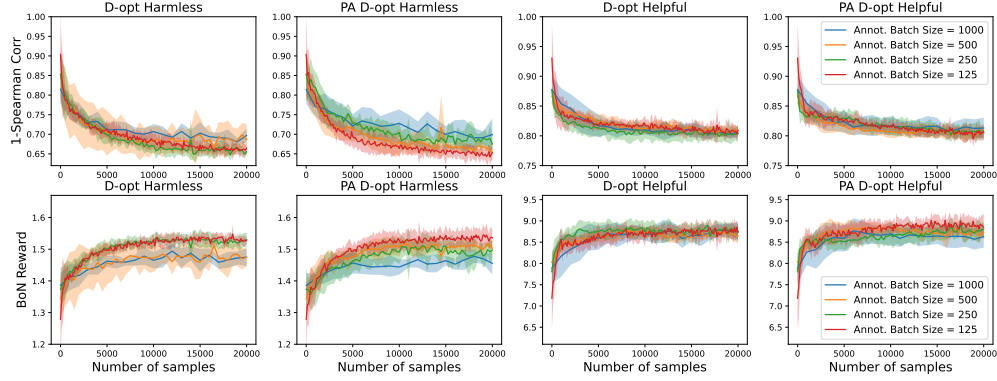 D-opt Harmless
PA D-opt Harmless
D-opt Helpful
PA D-opt Helpful
1-Spearman Corr
1.00
0.95
0.90
0.85
0.80
0.75
0.70
0.65
0 5000 10000 15000 20000
1.00
0.95
0.90
0.85
0.80
0.75
0.70
0.65
0 5000 10000 15000 20000
1.00
0.95
0.90
0.85
0.80
0.75
0 5000 10000 15000 20000
1.00
0.95
0.90
0.85
0.80
0.75
0 5000 10000 15000 20000
Annot. Batch Size = 1000
Annot. Batch Size = 500
Annot. Batch Size = 250
Annot. Batch Size = 125
D-opt Harmless
PA D-opt Harmless
D-opt Helpful
PA D-opt Helpful
BoN Reward
1.6
1.5
1.4
1.3
1.2
0 5000 10000 15000 20000
Number of samples
1.6
1.5
1.4
1.3
1.2
0 5000 10000 15000 20000
Number of samples
9.5
9.0
8.5
8.0
7.5
7.0
6.5
0 5000 10000 15000 20000
Number of samples
9.5
9.0
8.5
8.0
7.5
7.0
6.5
0 5000 10000 15000 20000
Number of samples
Annot. Batch Size = 1000
Annot. Batch Size = 500
Annot. Batch Size = 250
Annot. Batch Size = 125